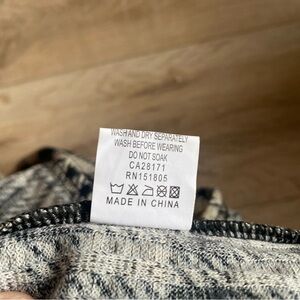 WASH AND DRY SEPARATELY
WASH BEFORE WEARING
DO NOT SOAK
CA28171
RN151805
MADE IN CHINA